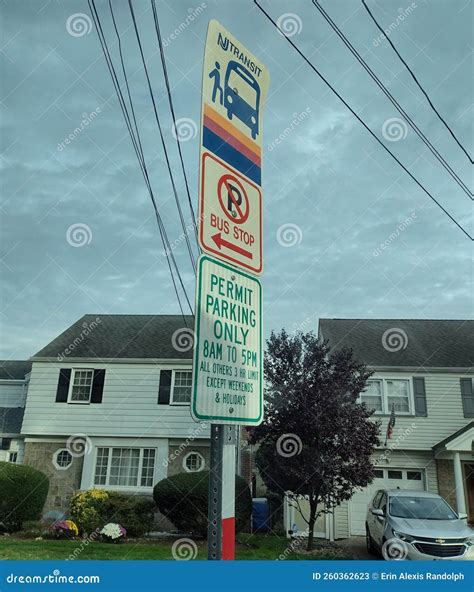 NJTRANSIT
P
BUS STOP
PERMIT
PARKING
ONLY
8AM TO 5PM
ALL OTHERS 3 HR LIMIT
EXCEPT WEEKENDS
& HOLIDAYS
dreamstime.com
ID 260362623 © Erin Alexis Randolph